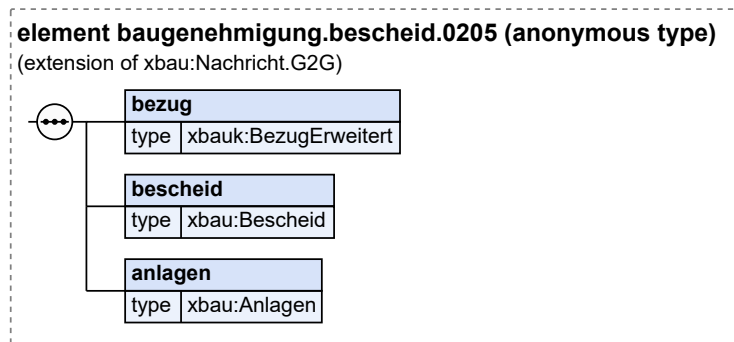 element baugenehmigung.bescheid.0205 (anonymous type)
(extension of xbau:Nachricht.G2G)
bezug
type xbauk:BezugErweitert
bescheid
type xbau:Bescheid
anlagen
type xbau:Anlagen